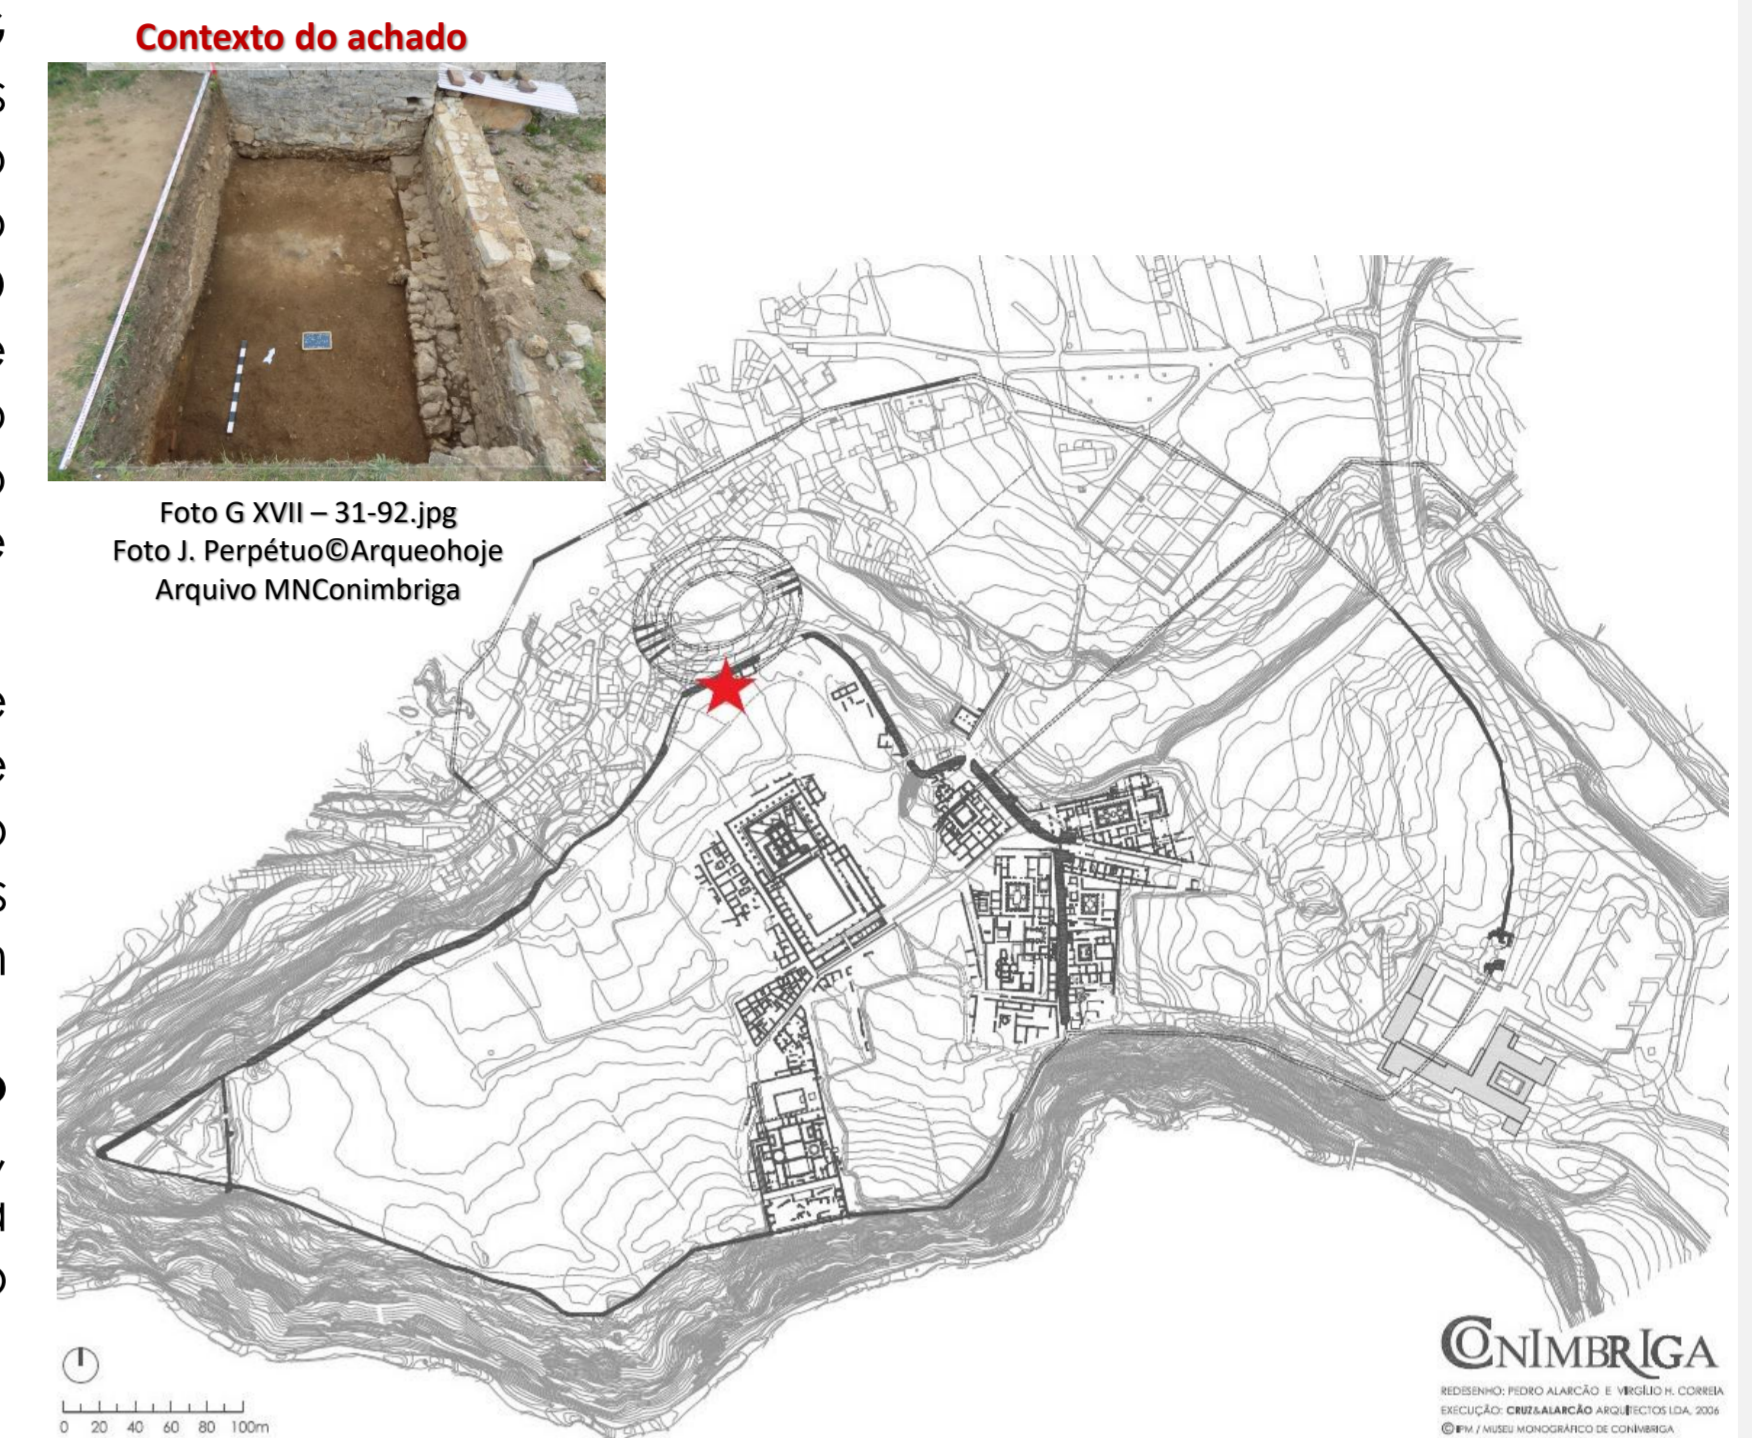 Contexto do achado
Foto G XVII – 31-92.jpg
Foto J. Perpétuo©Arqueohoje
Arquivo MNConimbriga
0 20 40 60 80 100m
CONIMBRIGA
REDESENHO: PEDRO ALARCÃO E VIRGÍLIO H. CORREIA
EXECUÇÃO: CRUZ&ALARCÃO ARQUITECTOS LDA, 2006
© IPM / MUSEU MONOGRÁFICO DE CONÍMBRIGA